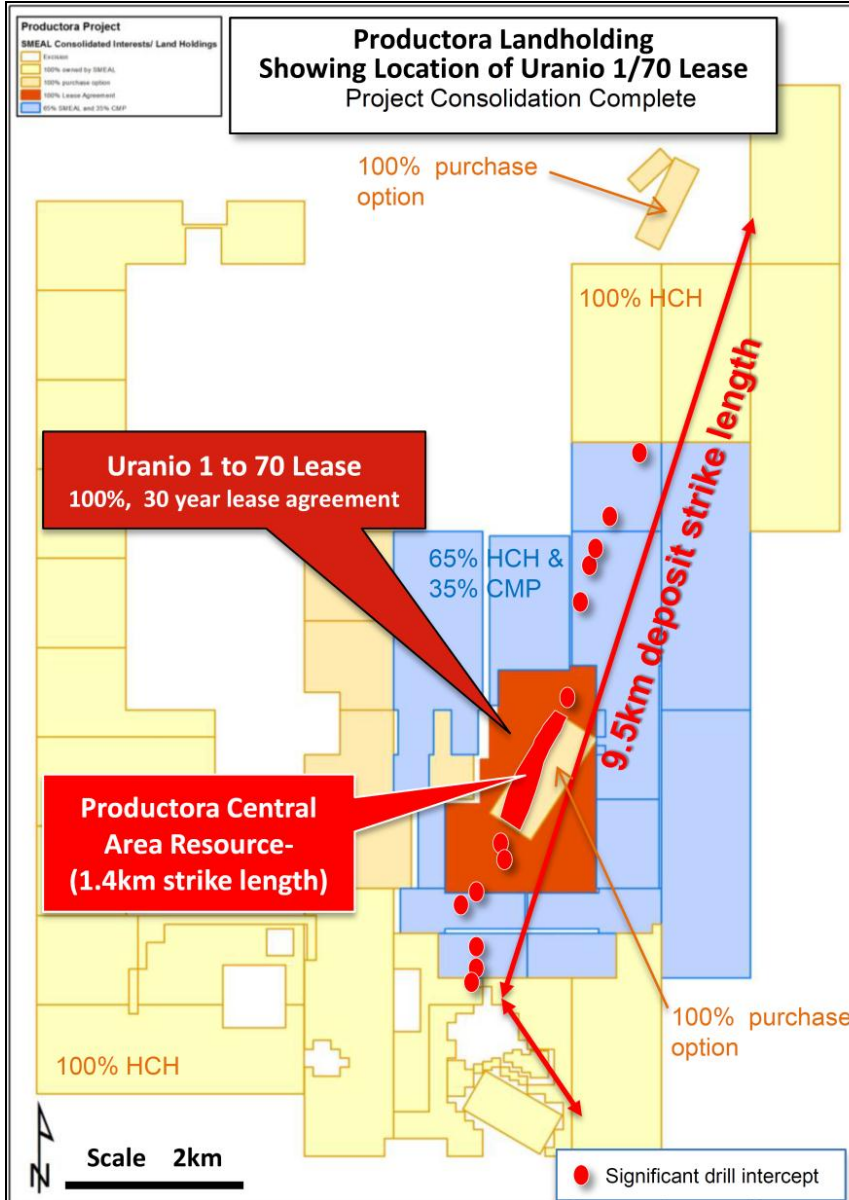 Productora Project
SMEAL Consolidated Interests/ Land Holdings
Excision
100% owned by SMEAL
100% purchase option
100% Lease Agreement
65% SMEAL and 35% CMP
Productora Landholding
Showing Location of Uranio 1/70 Lease
Project Consolidation Complete
100% purchase
option
100% HCH
9.5km deposit strike length
Uranio 1 to 70 Lease
100%, 30 year lease agreement
65% HCH &
35% CMP
Productora Central
Area Resource-
(1.4km strike length)
100% purchase
option
100% HCH
N
Scale 2km
Significant drill intercept